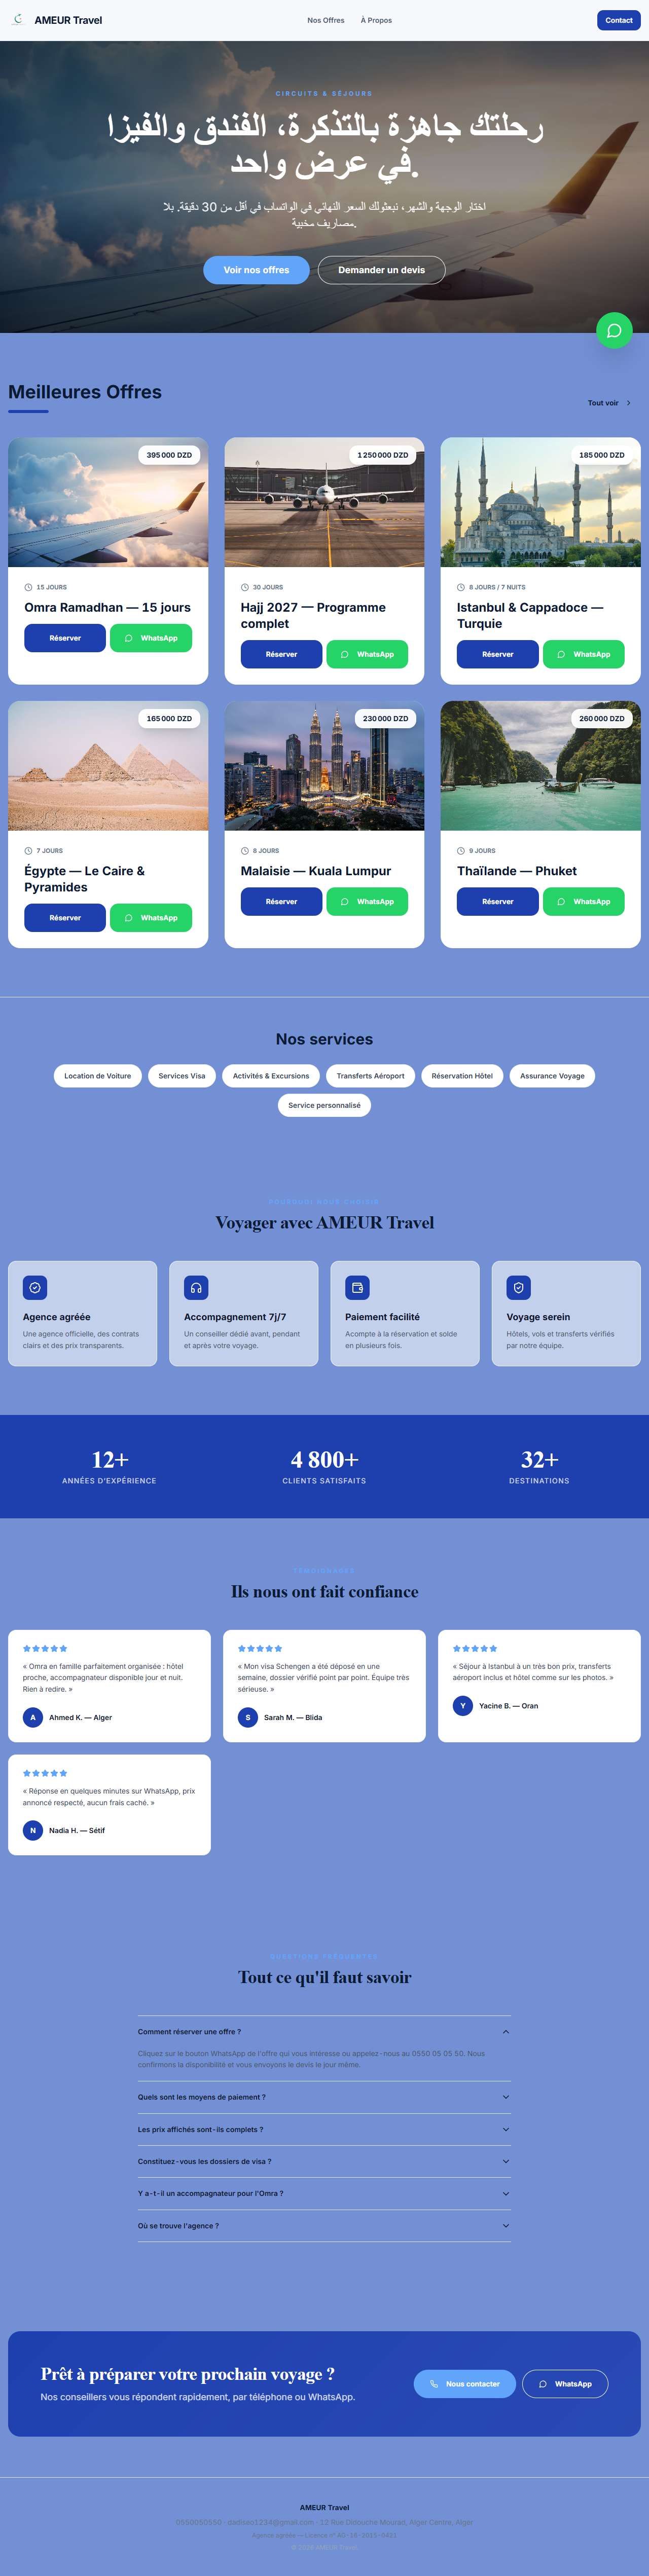 AMEUR Travel
Nos Offres
À Propos
Contact
CIRCUITS & SÉJOURS
رحلتك جاهزة بالتذكرة، الفندق والفيزا
في عرض واحد.
اختار الوجهة والشهر، نبعثولك السعر النهائي في الواتساب في أقل من 30 دقيقة. بلا
مصاريف مخبية.
Voir nos offres
Demander un devis
Meilleures Offres
Tout voir
395 000 DZD
1 250 000 DZD
185 000 DZD
15 JOURS
Omra Ramadhan — 15 jours
Réserver
WhatsApp
30 JOURS
Hajj 2027 — Programme
complet
Réserver
WhatsApp
8 JOURS / 7 NUITS
Istanbul & Cappadoce —
Turquie
Réserver
WhatsApp
165 000 DZD
230 000 DZD
260 000 DZD
7 JOURS
Égypte — Le Caire &
Pyramides
Réserver
WhatsApp
8 JOURS
Malaisie — Kuala Lumpur
Réserver
WhatsApp
9 JOURS
Thaïlande — Phuket
Réserver
WhatsApp
Nos services
Location de Voiture
Services Visa
Activités & Excursions
Transferts Aéroport
Réservation Hôtel
Assurance Voyage
Service personnalisé
POURQUOI NOUS CHOISIR
Voyager avec AMEUR Travel
Agence agréée
Une agence officielle, des contrats
clairs et des prix transparents.
Accompagnement 7j/7
Un conseiller dédié avant, pendant
et après votre voyage.
Paiement facilité
Acompte à la réservation et solde
en plusieurs fois.
Voyage serein
Hôtels, vols et transferts vérifiés
par notre équipe.
12+
ANNÉES D'EXPÉRIENCE
4 800+
CLIENTS SATISFAITS
32+
DESTINATIONS
TÉMOIGNAGES
Ils nous ont fait confiance
« Omra en famille parfaitement organisée : hôtel
proche, accompagnateur disponible jour et nuit.
Rien à redire. »
A
Ahmed K. — Alger
« Mon visa Schengen a été déposé en une
semaine, dossier vérifié point par point. Équipe très
sérieuse. »
S
Sarah M. — Blida
« Séjour à Istanbul à un très bon prix, transferts
aéroport inclus et hôtel comme sur les photos. »
Y
Yacine B. — Oran
« Réponse en quelques minutes sur WhatsApp, prix
annoncé respecté, aucun frais caché. »
N
Nadia H. — Sétif
QUESTIONS FRÉQUENTES
Tout ce qu'il faut savoir
Comment réserver une offre ?
Cliquez sur le bouton WhatsApp de l'offre qui vous intéresse ou appelez-nous au 0550 05 05 50. Nous
confirmons la disponibilité et vous envoyons le devis le jour même.
Quels sont les moyens de paiement ?
Les prix affichés sont-ils complets ?
Constituez-vous les dossiers de visa ?
Y a-t-il un accompagnateur pour l'Omra ?
Où se trouve l'agence ?
Prêt à préparer votre prochain voyage ?
Nos conseillers vous répondent rapidement, par téléphone ou WhatsApp.
Nous contacter
WhatsApp
AMEUR Travel
12 Rue Didouche Mourad, Alger Centre, Alger